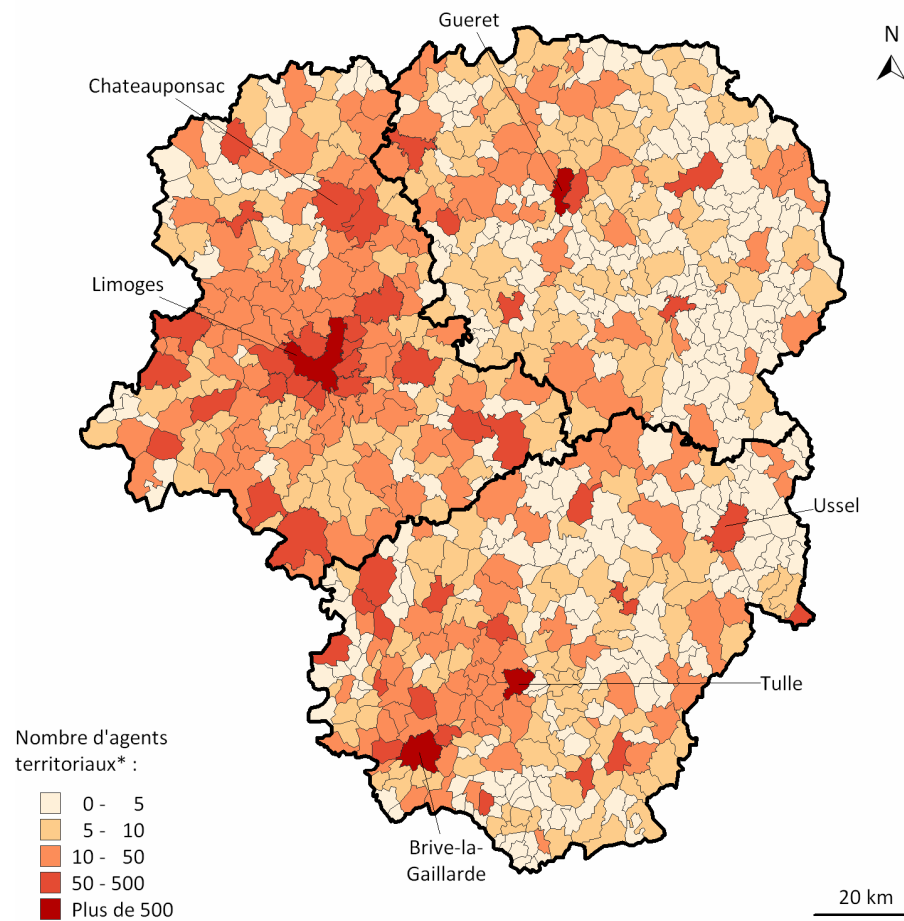 Gueret
N
Chateauponsac
Limoges
Ussel
Tulle
Nombre d'agents
territoriaux* :
0 - 5
5 - 10
10 - 50
50 - 500
Plus de 500
Brive-la-
Gaillarde
20 km